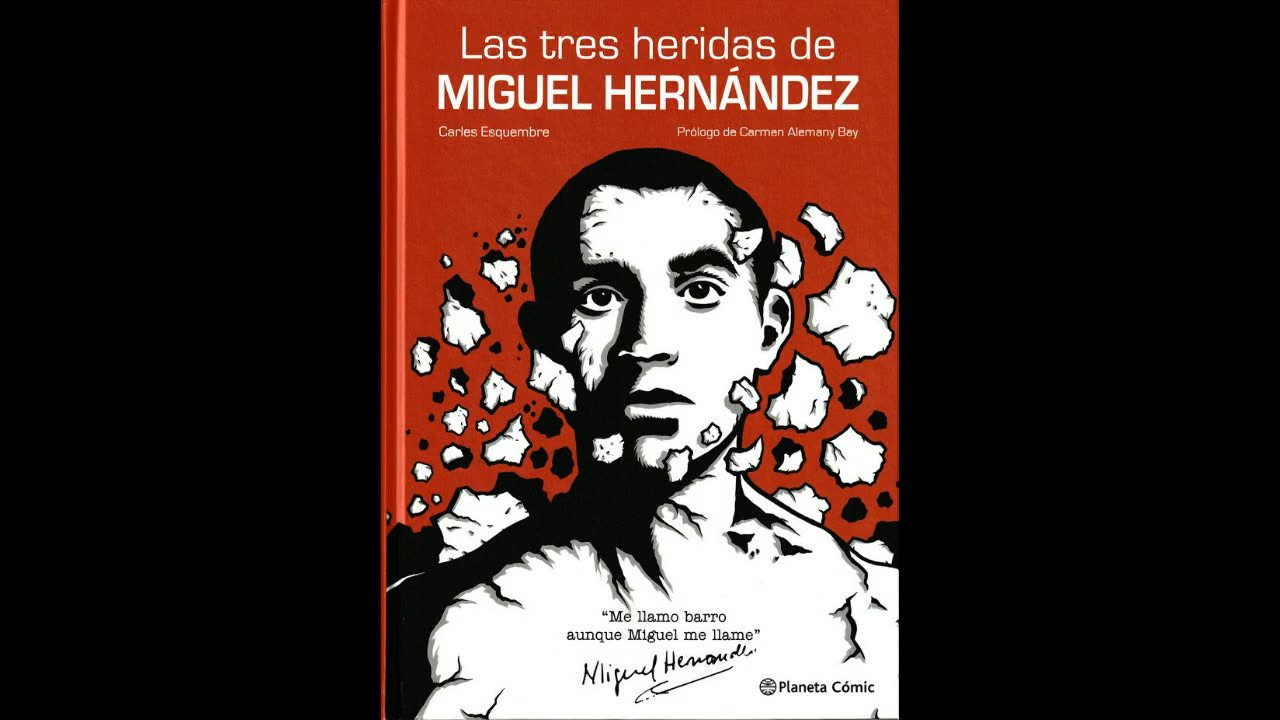 Las tres heridas de
MIGUEL HERNÁNDEZ
Carles Esquembre
Prólogo de Carmen Alemany Bay
“Me llamo barro
aunque Miguel me llame”
Miguel Hernández
Planeta Cómic